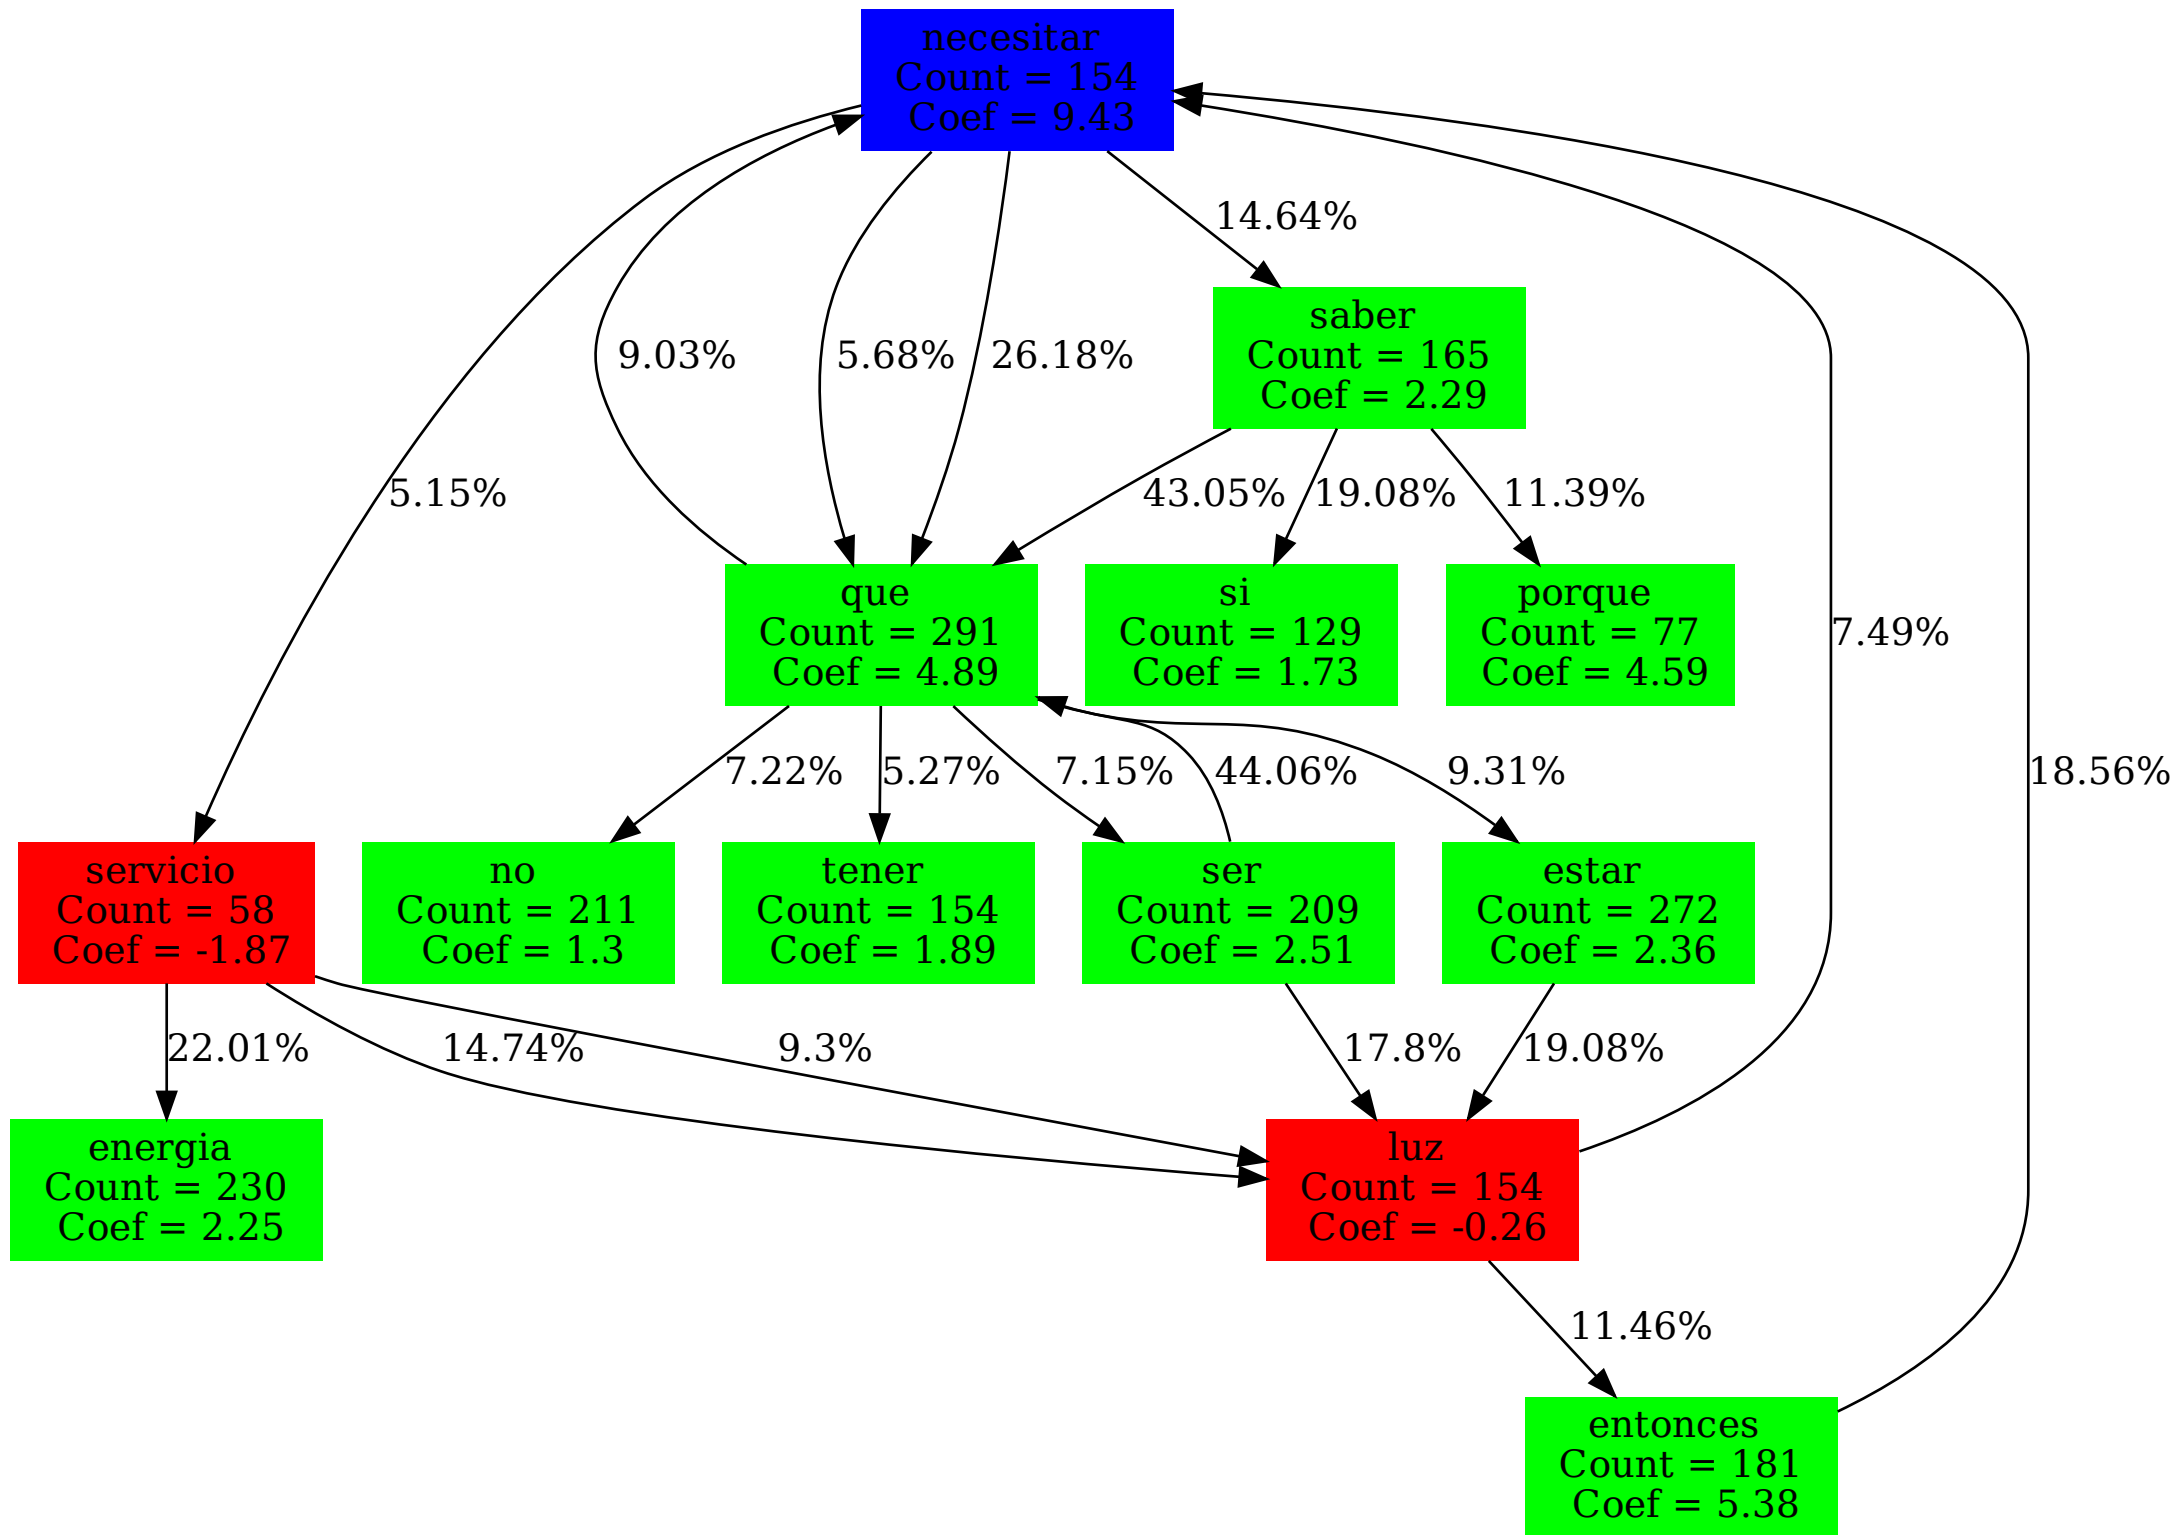 necesitar
Count = 154
Coef = 9.43
14.64%
saber
Count = 165
Coef = 2.29
9.03%
5.68%
26.18%
5.15%
43.05%
19.08%
11.39%
que
Count = 291
Coef = 4.89
si
Count = 129
Coef = 1.73
porque
Count = 77
Coef = 4.59
7.49%
7.22%
5.27%
7.15%
44.06%
9.31%
18.56%
servicio
Count = 58
Coef = -1.87
no
Count = 211
Coef = 1.3
tener
Count = 154
Coef = 1.89
ser
Count = 209
Coef = 2.51
estar
Count = 272
Coef = 2.36
22.01%
14.74%
9.3%
17.8%
19.08%
energia
Count = 230
Coef = 2.25
luz
Count = 154
Coef = -0.26
11.46%
entonces
Count = 181
Coef = 5.38